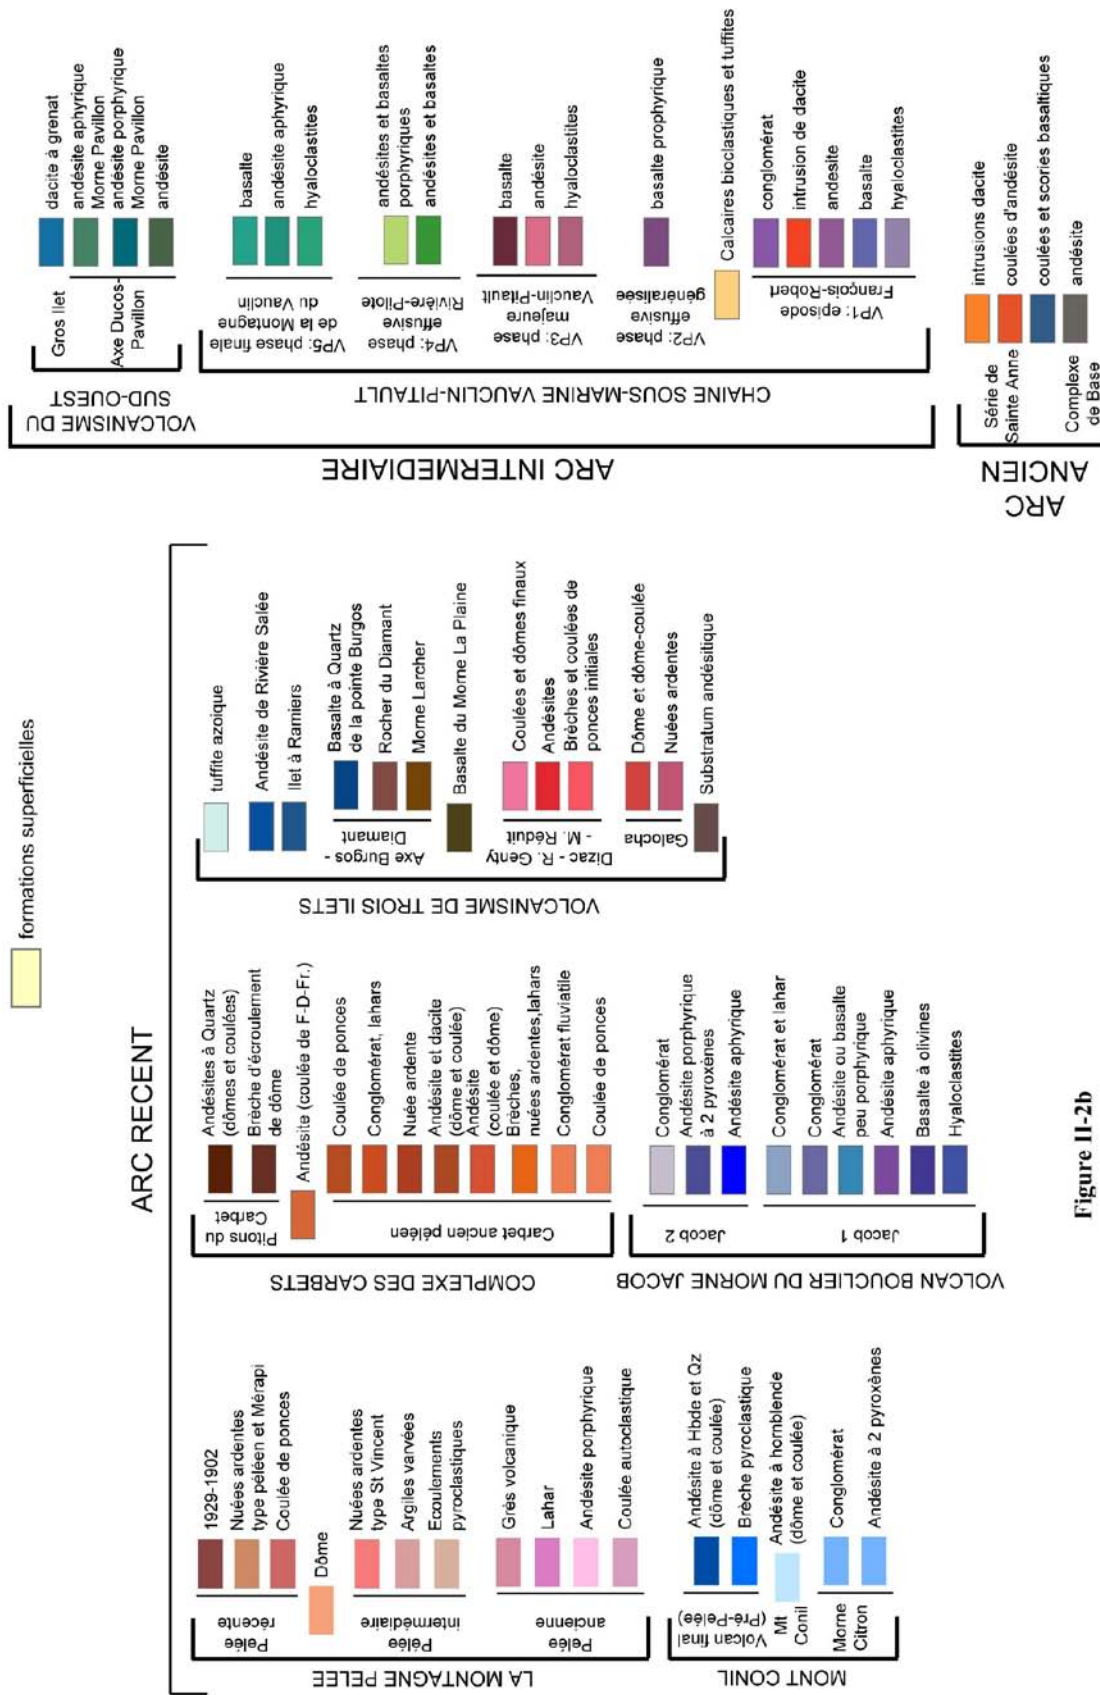 formations superficielles
ARC RECENT
LA MONTAGNE PELEE
Pelée
récente
1929-1902
Nuées ardentes
type péléen et Mérapi
Coulée de ponces
Dôme
Pélée
intermédiaire
Nuées ardentes
type St Vincent
Argiles varvées
Ecoulements
pyroclastiques
Pelée
ancienne
Grès volcanique
Lahar
Andésite porphyrique
Coulée autoclastique
MONT CONIL
Volcan final
(Pré-Pelée)
Andésite à Hbde et Qz
(dôme et coulée)
Brèche pyroclastique
Mt
Conil
Andésite à hornblende
(dôme et coulée)
Morne
Citron
Conglomérat
Andésite à 2 pyroxènes
COMPLEXE DES CARBETS
Pitons du
Carbet
Andésites à Quartz
(dômes et coulées)
Brèche d'écroulement
de dôme
Andésite (coulée de F-D-Fr.)
Carbet ancien péléen
Coulée de ponces
Conglomérat, lahars
Nuée ardente
Andésite et dacite
(dôme et coulée)
Andésite
(coulée et dôme)
Brèches,
nuées ardentes,lahars
Conglomérat fluviatile
Coulée de ponces
VOLCAN BOUCLIER DU MORNE JACOB
Jacob 2
Conglomérat
Andésite porphyrique
à 2 pyroxènes
Andésite aphyrique
Jacob 1
Conglomérat et lahar
Conglomérat
Andésite ou basalte
peu porphyrique
Andésite aphyrique
Basalte à olivines
Hyaloclastites
VOLCANISME DE TROIS ILETS
tuffite azoique
Andésite de Rivière Salée
Ilet à Ramiers
Axe Burgos -
Diamant
Basalte à Quartz
de la pointe Burgos
Rocher du Diamant
Morne Larcher
Basalte du Morne La Plaine
Dizac - R. Genty
- M. Réduit
Coulées et dômes finaux
Andésites
Brèches et coulées de
ponces initiales
Galocha
Dôme et dôme-coulée
Nuées ardentes
Substratum andésitique
ARC INTERMEDIAIRE
VOLCANISME DU
SUD-OUEST
Gros Ilet
dacite à grenat
Axe Ducos-
Pavillon
andésite aphyrique
Morne Pavillon
andésite porphyrique
Morne Pavillon
andésite
CHAINE SOUS-MARINE VAUCLIN-PITAULT
VP5: phase finale
de la Montagne
du Vauclin
basalte
andésite aphyrique
hyaloclastites
VP4: phase
effusive
Rivière-Pilote
andésites et basaltes
porphyriques
andésites et basaltes
VP3: phase
majeure
Vauclin-Pitault
basalte
andésite
hyaloclastites
VP2: phase
effusive
généralisée
basalte prophyrique
Calcaires bioclastiques et tuffites
VP1: episode
François-Robert
conglomérat
intrusion de dacite
andesite
basalte
hyaloclastites
ARC
ANCIEN
Série de
Sainte Anne
intrusions dacite
coulées d'andésite
coulées et scories basaltiques
Complexe
de Base
andésite
Figure II-2b